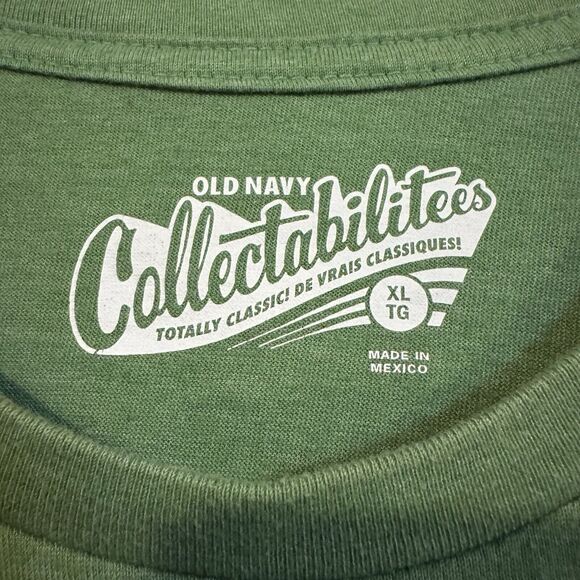 OLD NAVY
Collectabilitees
TOTALLY CLASSIC! DE VRAIS CLASSIQUES!
XL
TG
MADE IN
MEXICO